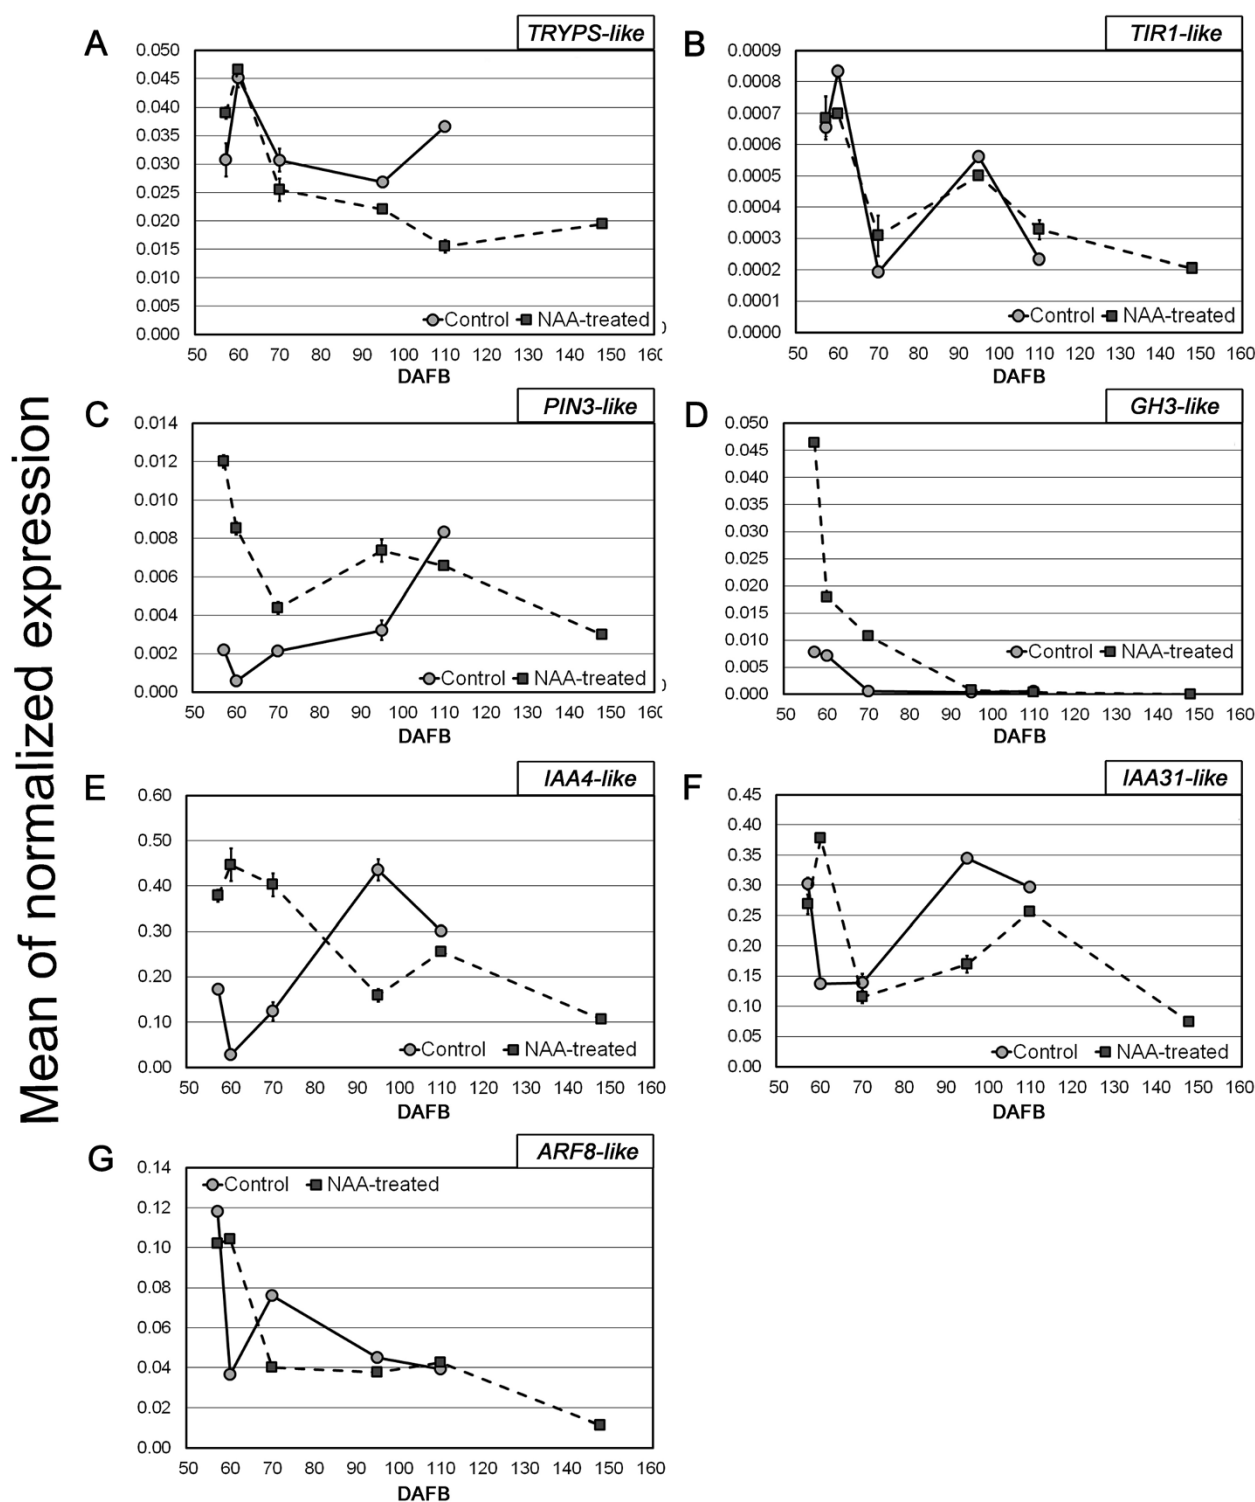 Mean of normalized expression
A
TRYPS-like
0.050
0.045
0.040
0.035
0.030
0.025
0.020
0.015
0.010
0.005
0.000
Control NAA-treated
50 60 70 80 90 100 110 120 130 140 150 160
DAFB
B
TIR1-like
0.0009
0.0008
0.0007
0.0006
0.0005
0.0004
0.0003
0.0002
0.0001
0.0000
Control NAA-treated
50 60 70 80 90 100 110 120 130 140 150 160
DAFB
C
PIN3-like
0.014
0.012
0.010
0.008
0.006
0.004
0.002
0.000
Control NAA-treated
50 60 70 80 90 100 110 120 130 140 150 160
DAFB
D
GH3-like
0.050
0.045
0.040
0.035
0.030
0.025
0.020
0.015
0.010
0.005
0.000
Control NAA-treated
50 60 70 80 90 100 110 120 130 140 150 160
DAFB
E
IAA4-like
0.60
0.50
0.40
0.30
0.20
0.10
0.00
Control NAA-treated
50 60 70 80 90 100 110 120 130 140 150 160
DAFB
F
IAA31-like
0.45
0.40
0.35
0.30
0.25
0.20
0.15
0.10
0.05
0.00
Control NAA-treated
50 60 70 80 90 100 110 120 130 140 150 160
DAFB
G
ARF8-like
0.14
0.12
0.10
0.08
0.06
0.04
0.02
0.00
Control NAA-treated
50 60 70 80 90 100 110 120 130 140 150 160
DAFB